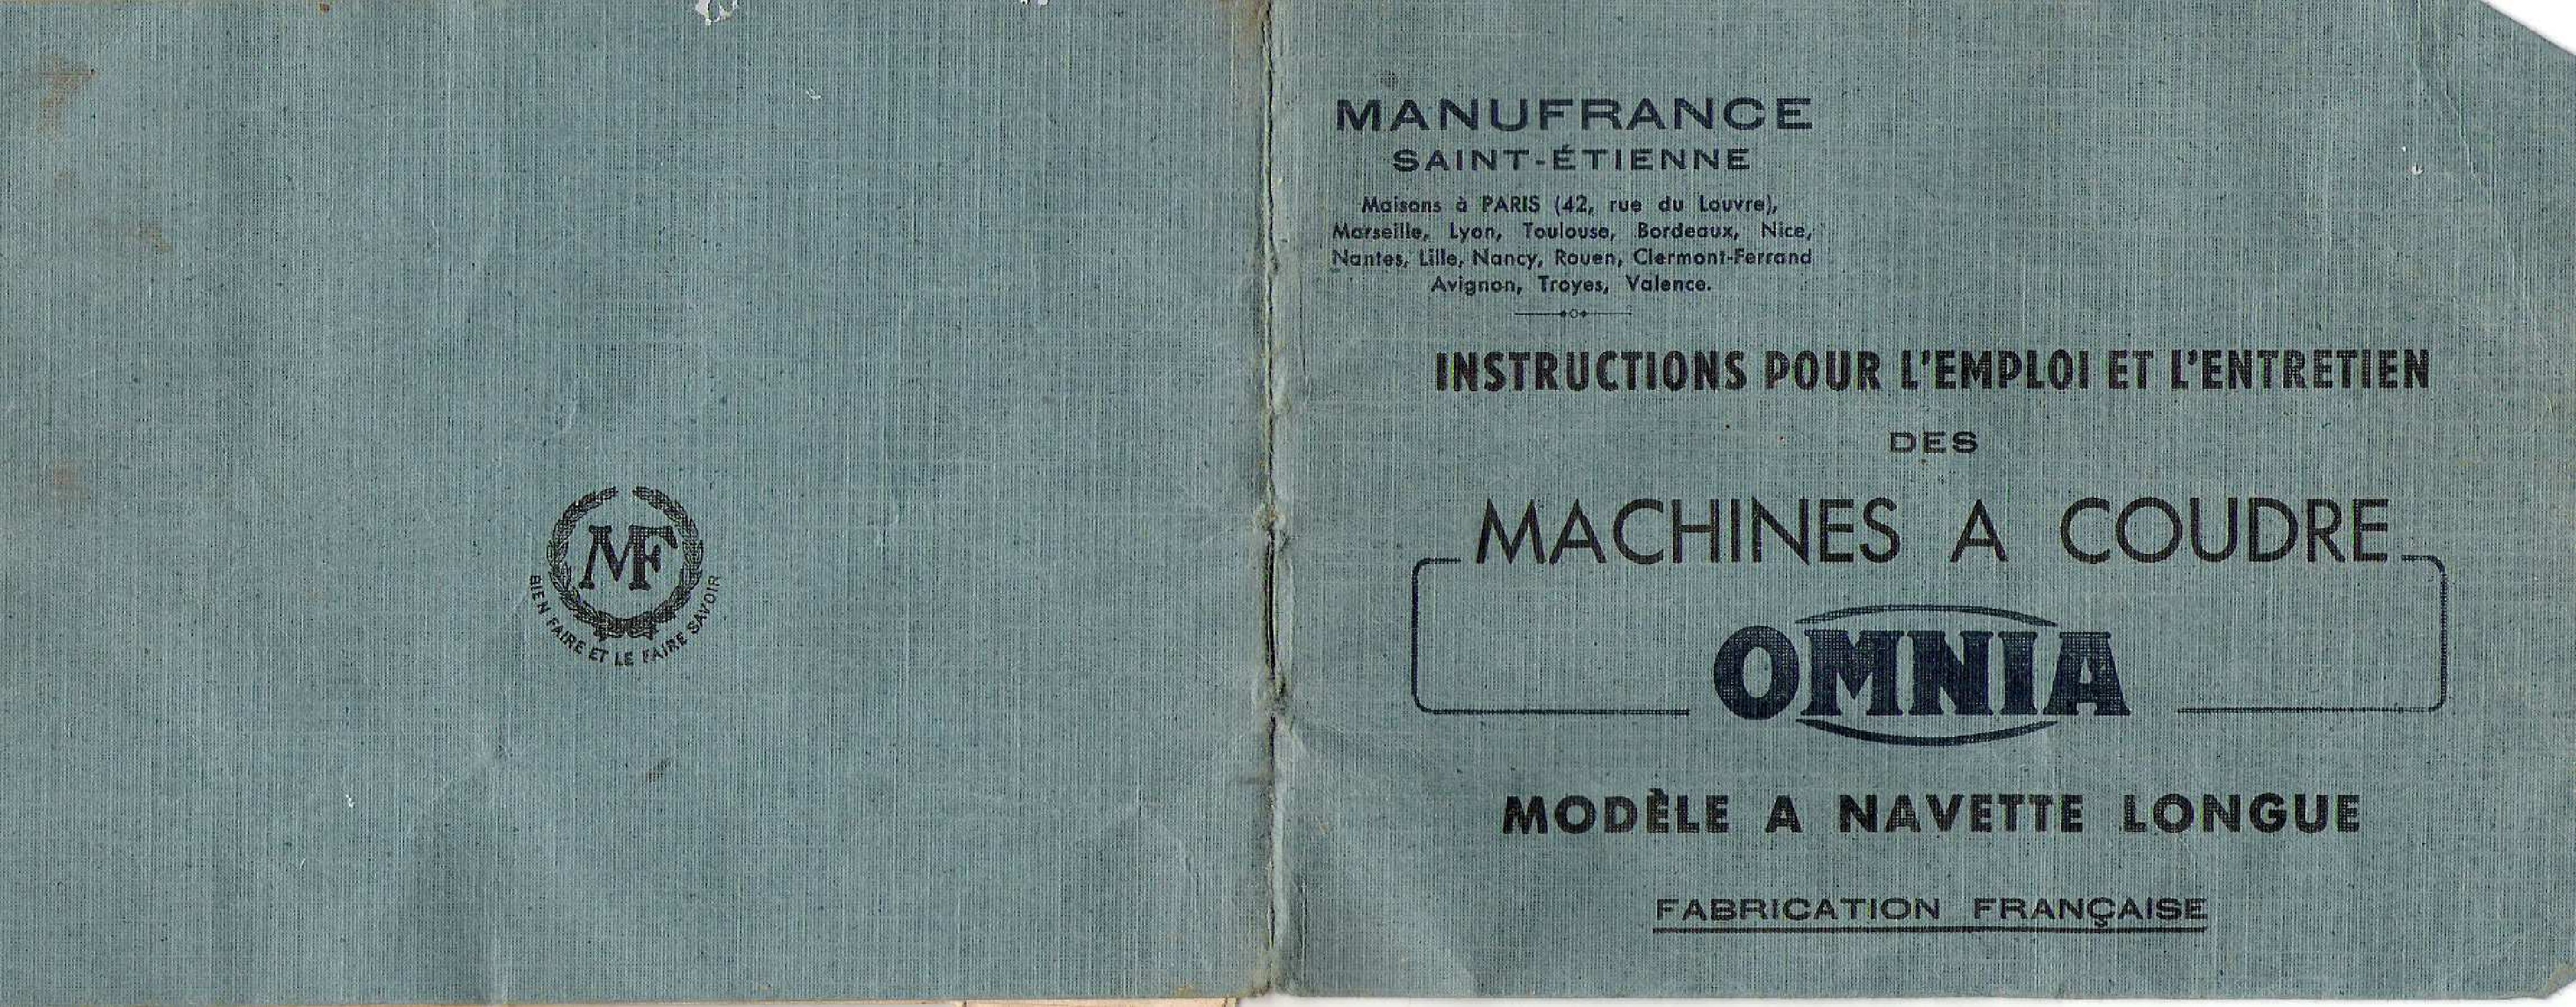 MF
BIEN FAIRE ET LE FAIRE SAVOIR
MANUFRANCE
SAINT-ÉTIENNE
Maisons à PARIS (42, rue du Louvre),
Marseille, Lyon, Toulouse, Bordeaux, Nice,
Nantes, Lille, Nancy, Rouen, Clermont-Ferrand
Avignon, Troyes, Valence.
INSTRUCTIONS POUR L'EMPLOI ET L'ENTRETIEN
DES
MACHINES A COUDRE
OMNIA
MODÈLE A NAVETTE LONGUE
FABRICATION FRANÇAISE